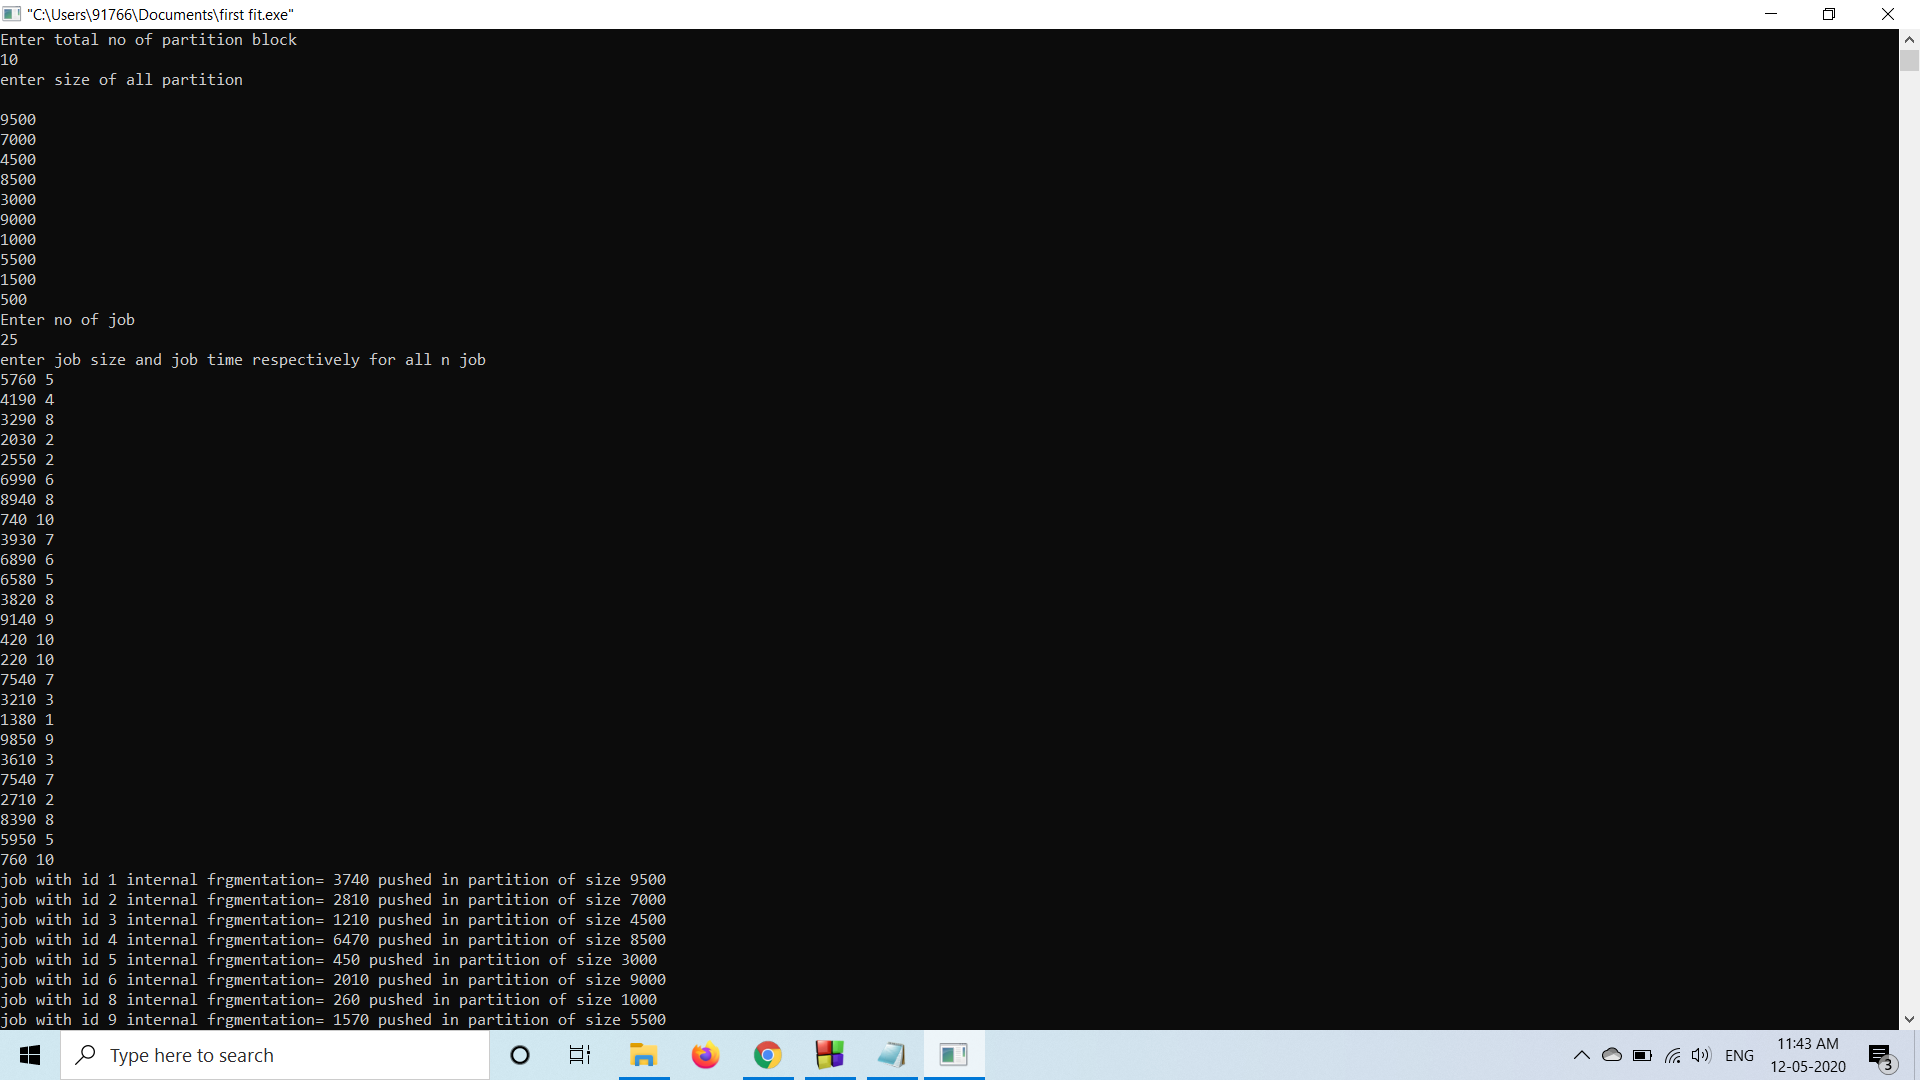 "C:\Users\91766\Documents\first fit.exe"
Enter total no of partition block
10
enter size of all partition
9500
7000
4500
8500
3000
9000
1000
5500
1500
500
Enter no of job
25
enter job size and job time respectively for all n job
5760 5
4190 4
3290 8
2030 2
2550 2
6990 6
8940 8
740 10
3930 7
6890 6
6580 5
3820 8
9140 9
420 10
220 10
7540 7
3210 3
1380 1
9850 9
3610 3
7540 7
2710 2
8390 8
5950 5
760 10
job with id 1 internal frgmentation= 3740 pushed in partition of size 9500
job with id 2 internal frgmentation= 2810 pushed in partition of size 7000
job with id 3 internal frgmentation= 1210 pushed in partition of size 4500
job with id 4 internal frgmentation= 6470 pushed in partition of size 8500
job with id 5 internal frgmentation= 450 pushed in partition of size 3000
job with id 6 internal frgmentation= 2010 pushed in partition of size 9000
job with id 8 internal frgmentation= 260 pushed in partition of size 1000
job with id 9 internal frgmentation= 1570 pushed in partition of size 5500
Type here to search
ENG
11:43 AM
12-05-2020
3